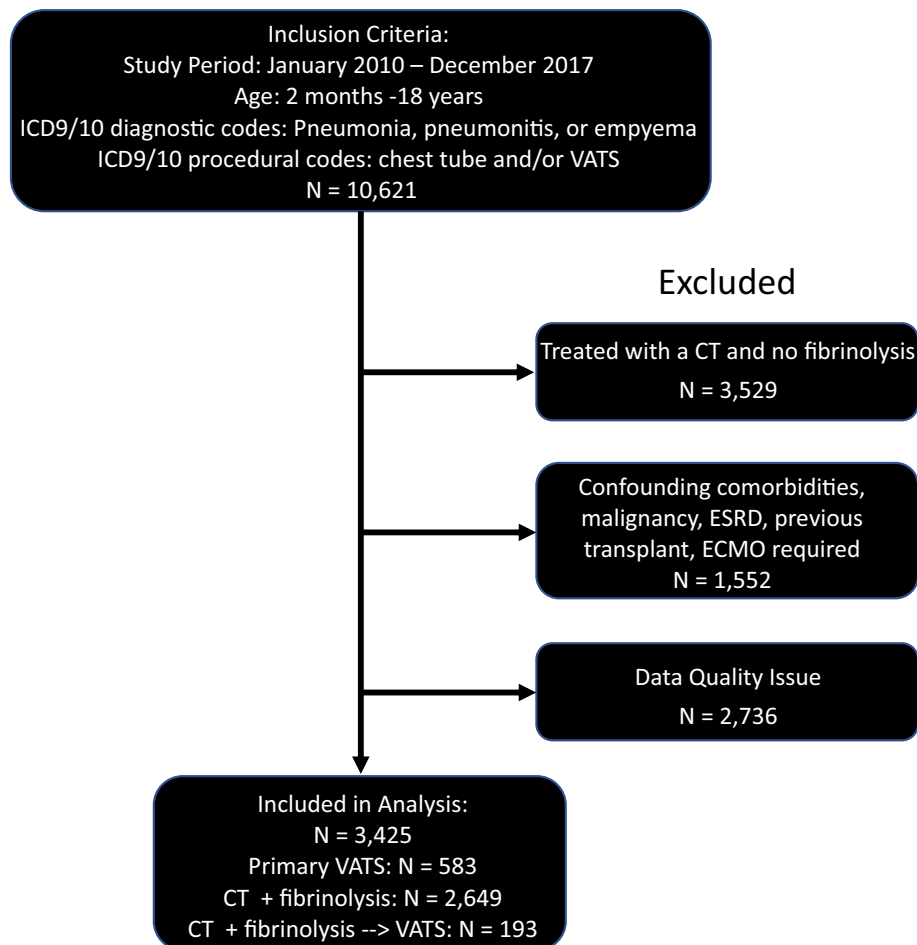 Inclusion Criteria:
Study Period: January 2010 – December 2017
Age: 2 months -18 years
ICD9/10 diagnostic codes: Pneumonia, pneumonitis, or empyema
ICD9/10 procedural codes: chest tube and/or VATS
N = 10,621
Excluded
Treated with a CT and no fibrinolysis
N = 3,529
Confounding comorbidities,
malignancy, ESRD, previous
transplant, ECMO required
N = 1,552
Data Quality Issue
N = 2,736
Included in Analysis:
N = 3,425
Primary VATS: N = 583
CT + fibrinolysis: N = 2,649
CT + fibrinolysis --> VATS: N = 193